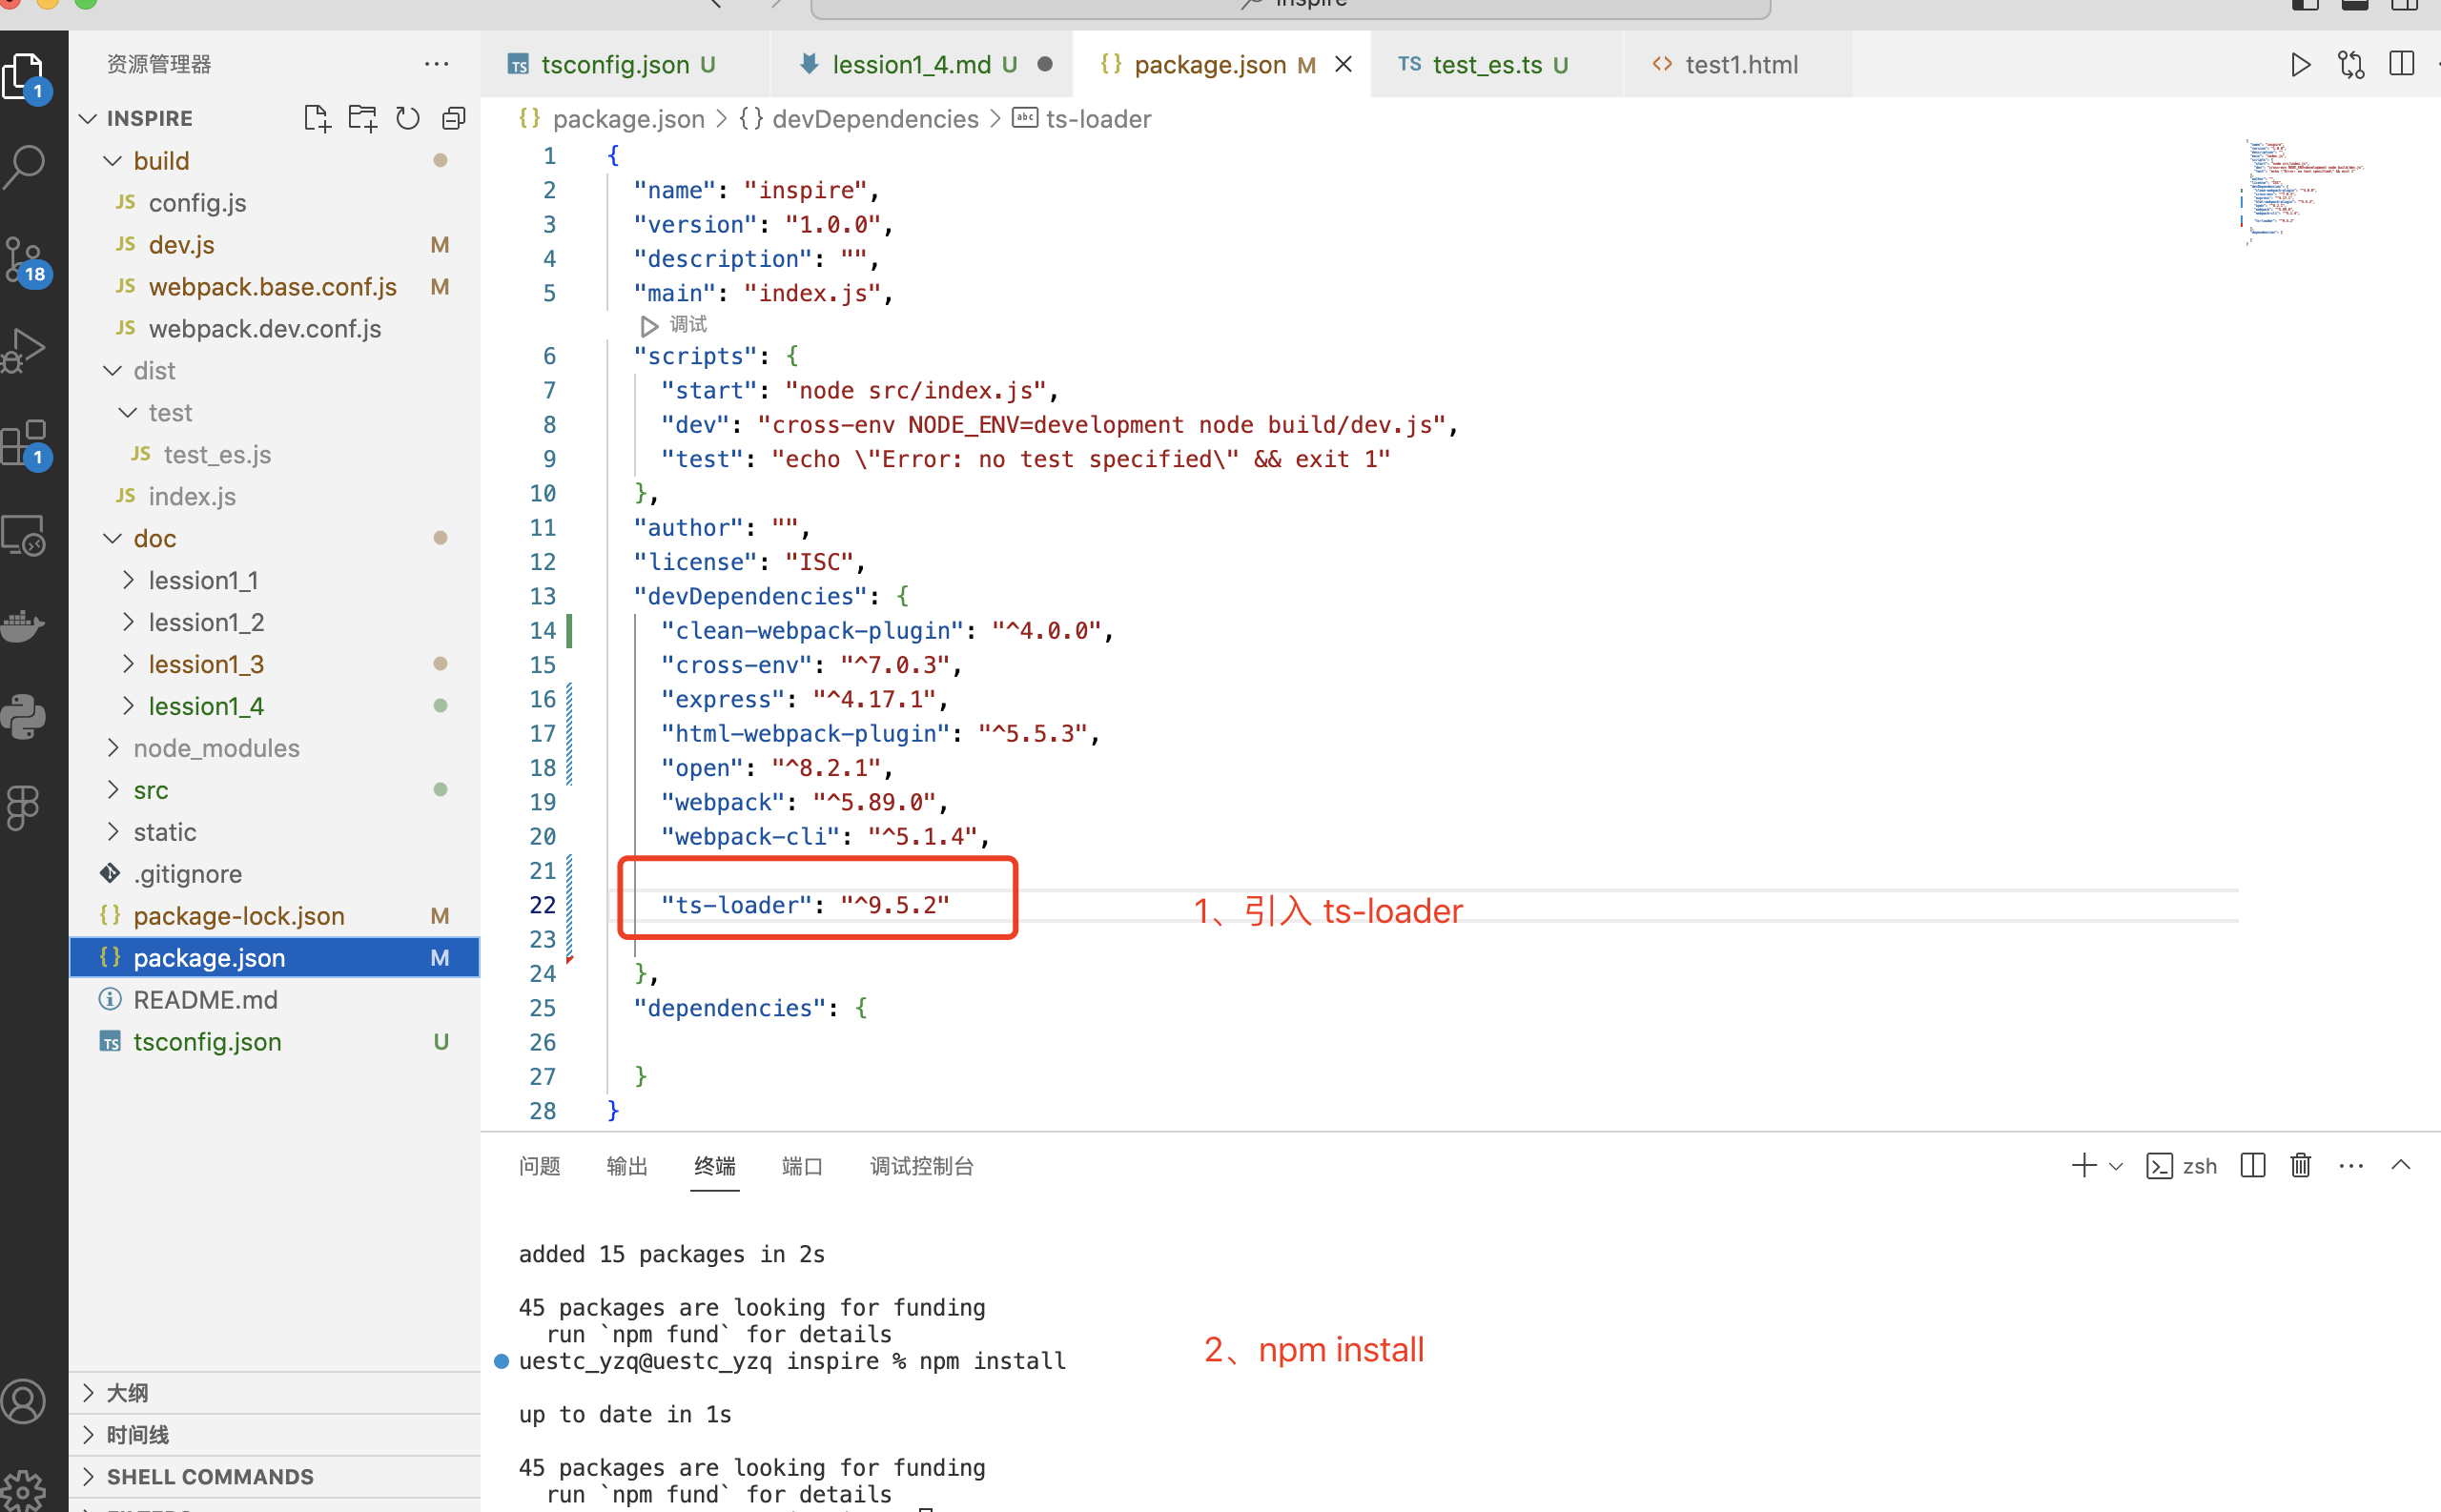 inspire
资源管理器
tsconfig.json U
lession1_4.md U
package.json M
TS test_es.ts U
test1.html
package.json > {} devDependencies > ts-loader
INSPIRE
build
JS config.js
JS dev.js M
JS webpack.base.conf.js M
JS webpack.dev.conf.js
dist
test
JS test_es.js
JS index.js
doc
lession1_1
lession1_2
lession1_3
lession1_4
node_modules
src
static
.gitignore
{} package-lock.json M
{} package.json M
README.md
TS tsconfig.json U
大纲
时间线
SHELL COMMANDS
1
18
1
1 {
2 "name": "inspire",
3 "version": "1.0.0",
4 "description": "",
5 "main": "index.js",
调试
6 "scripts": {
7 "start": "node src/index.js",
8 "dev": "cross-env NODE_ENV=development node build/dev.js",
9 "test": "echo \"Error: no test specified\" && exit 1"
10 },
11 "author": "",
12 "license": "ISC",
13 "devDependencies": {
14 "clean-webpack-plugin": "^4.0.0",
15 "cross-env": "^7.0.3",
16 "express": "^4.17.1",
17 "html-webpack-plugin": "^5.5.3",
18 "open": "^8.2.1",
19 "webpack": "^5.89.0",
20 "webpack-cli": "^5.1.4",
21
22 "ts-loader": "^9.5.2"
1、引入 ts-loader
23
24 },
25 "dependencies": {
26
27 }
28 }
问题 输出 终端 端口 调试控制台
zsh
added 15 packages in 2s
45 packages are looking for funding
run `npm fund` for details
uestc_yzq@uestc_yzq inspire % npm install
2、npm install
up to date in 1s
45 packages are looking for funding
run `npm fund` for details